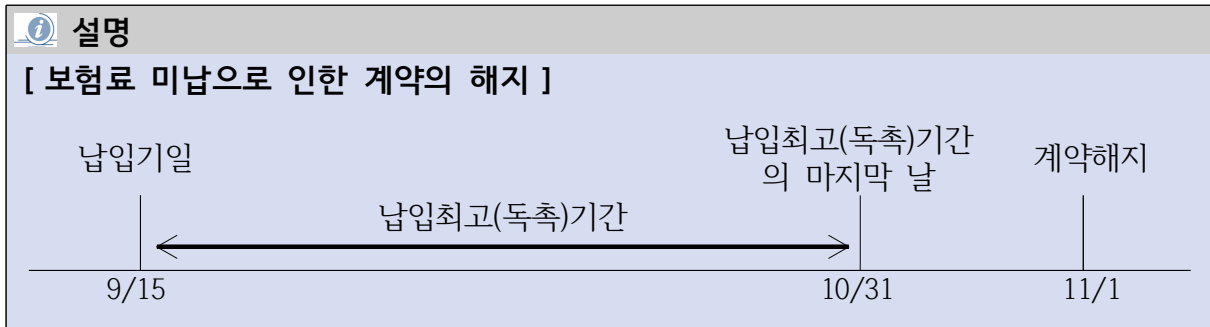 설명
[ 보험료 미납으로 인한 계약의 해지 ]
납입기일
납입최고(독촉)기간
의 마지막 날
계약해지
납입최고(독촉)기간
9/15
10/31
11/1